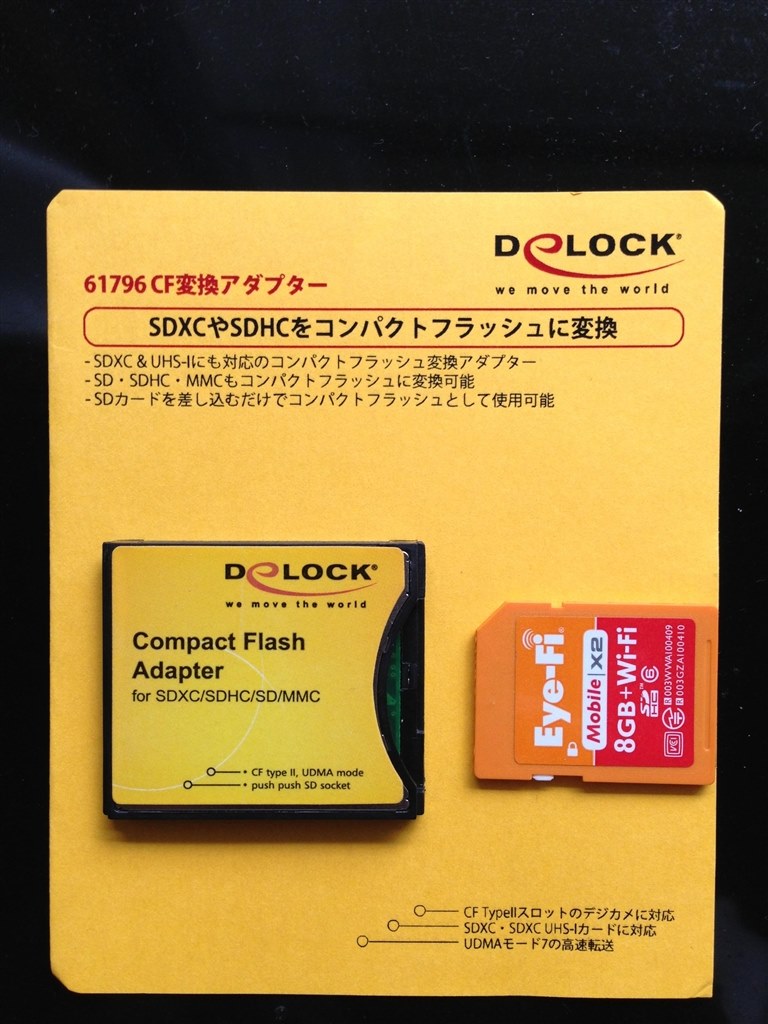 DeLOCK®
we move the world
61796 CF変換アダプター
SDXCやSDHCをコンパクトフラッシュに変換
- SDXC & UHS-Iにも対応のコンパクトフラッシュ変換アダプター
- SD・SDHC・MMCもコンパクトフラッシュに変換可能
- SDカードを差し込むだけでコンパクトフラッシュとして使用可能
DeLOCK®
we move the world
Compact Flash
Adapter
for SDXC/SDHC/SD/MMC
• CF type II, UDMA mode
• push push SD socket
Eye-Fi
Mobile X2
8GB+Wi-Fi
SD HC 6
R 003WWA100409
R 003GZA100410
CF TypeIIスロットのデジカメに対応
SDXC・SDXC UHS-Iカードに対応
UDMAモード7の高速転送